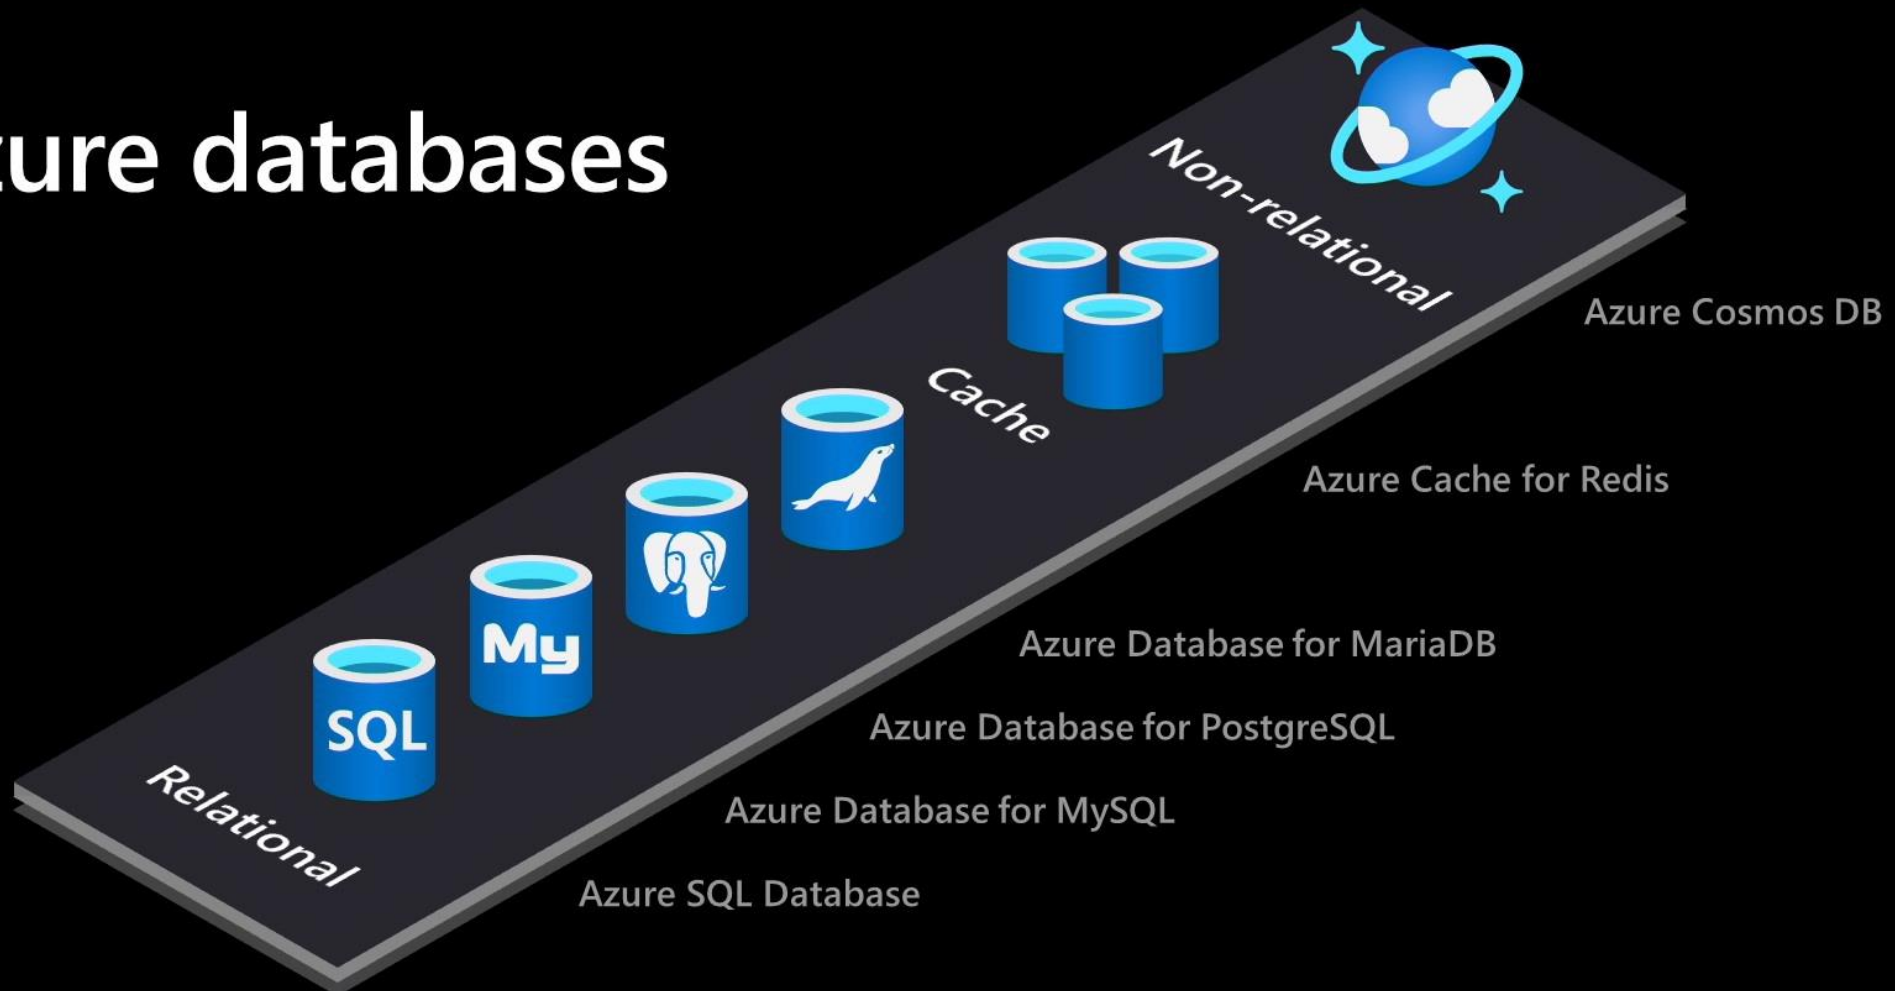 zure databases
Non-relational
Azure Cosmos DB
Cache
Azure Cache for Redis
My
SQL
Azure Database for MariaDB
Azure Database for PostgreSQL
Relational
Azure Database for MySQL
Azure SQL Database